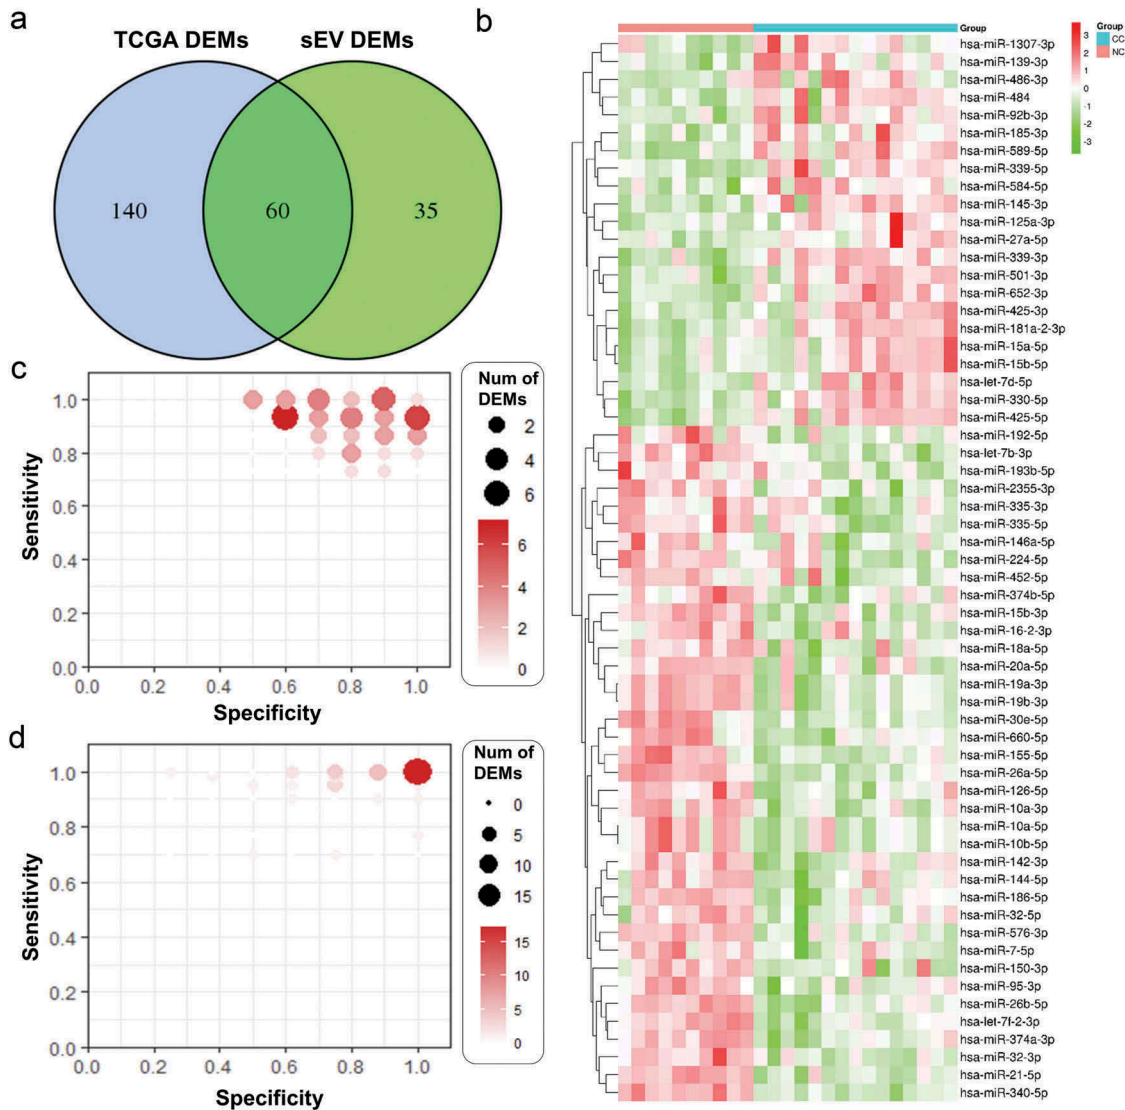 a
TCGA DEMs
sEV DEMs
140
60
35
b
Group
Group
CC
NC
3
2
1
0
-1
-2
-3
hsa-miR-1307-3p
hsa-miR-139-3p
hsa-miR-486-3p
hsa-miR-484
hsa-miR-92b-3p
hsa-miR-185-3p
hsa-miR-589-5p
hsa-miR-339-5p
hsa-miR-584-5p
hsa-miR-145-3p
hsa-miR-125a-3p
hsa-miR-27a-5p
hsa-miR-339-3p
hsa-miR-501-3p
hsa-miR-652-3p
hsa-miR-425-3p
hsa-miR-181a-2-3p
hsa-miR-15a-5p
hsa-miR-15b-5p
hsa-let-7d-5p
hsa-miR-330-5p
hsa-miR-425-5p
hsa-miR-192-5p
hsa-let-7b-3p
hsa-miR-193b-5p
hsa-miR-2355-3p
hsa-miR-335-3p
hsa-miR-335-5p
hsa-miR-146a-5p
hsa-miR-224-5p
hsa-miR-452-5p
hsa-miR-374b-5p
hsa-miR-15b-3p
hsa-miR-16-2-3p
hsa-miR-18a-5p
hsa-miR-20a-5p
hsa-miR-19a-3p
hsa-miR-19b-3p
hsa-miR-30e-5p
hsa-miR-660-5p
hsa-miR-155-5p
hsa-miR-26a-5p
hsa-miR-126-5p
hsa-miR-10a-3p
hsa-miR-10a-5p
hsa-miR-10b-5p
hsa-miR-142-3p
hsa-miR-144-5p
hsa-miR-186-5p
hsa-miR-32-5p
hsa-miR-576-3p
hsa-miR-7-5p
hsa-miR-150-3p
hsa-miR-95-3p
hsa-miR-26b-5p
hsa-let-7f-2-3p
hsa-miR-374a-3p
hsa-miR-32-3p
hsa-miR-21-5p
hsa-miR-340-5p
c
Sensitivity
1.0
0.8
0.6
0.4
0.2
0.0
0.0 0.2 0.4 0.6 0.8 1.0
Specificity
Num of
DEMs
2
4
6
6
4
2
0
d
Sensitivity
1.0
0.8
0.6
0.4
0.2
0.0
0.0 0.2 0.4 0.6 0.8 1.0
Specificity
Num of
DEMs
0
5
10
15
15
10
5
0